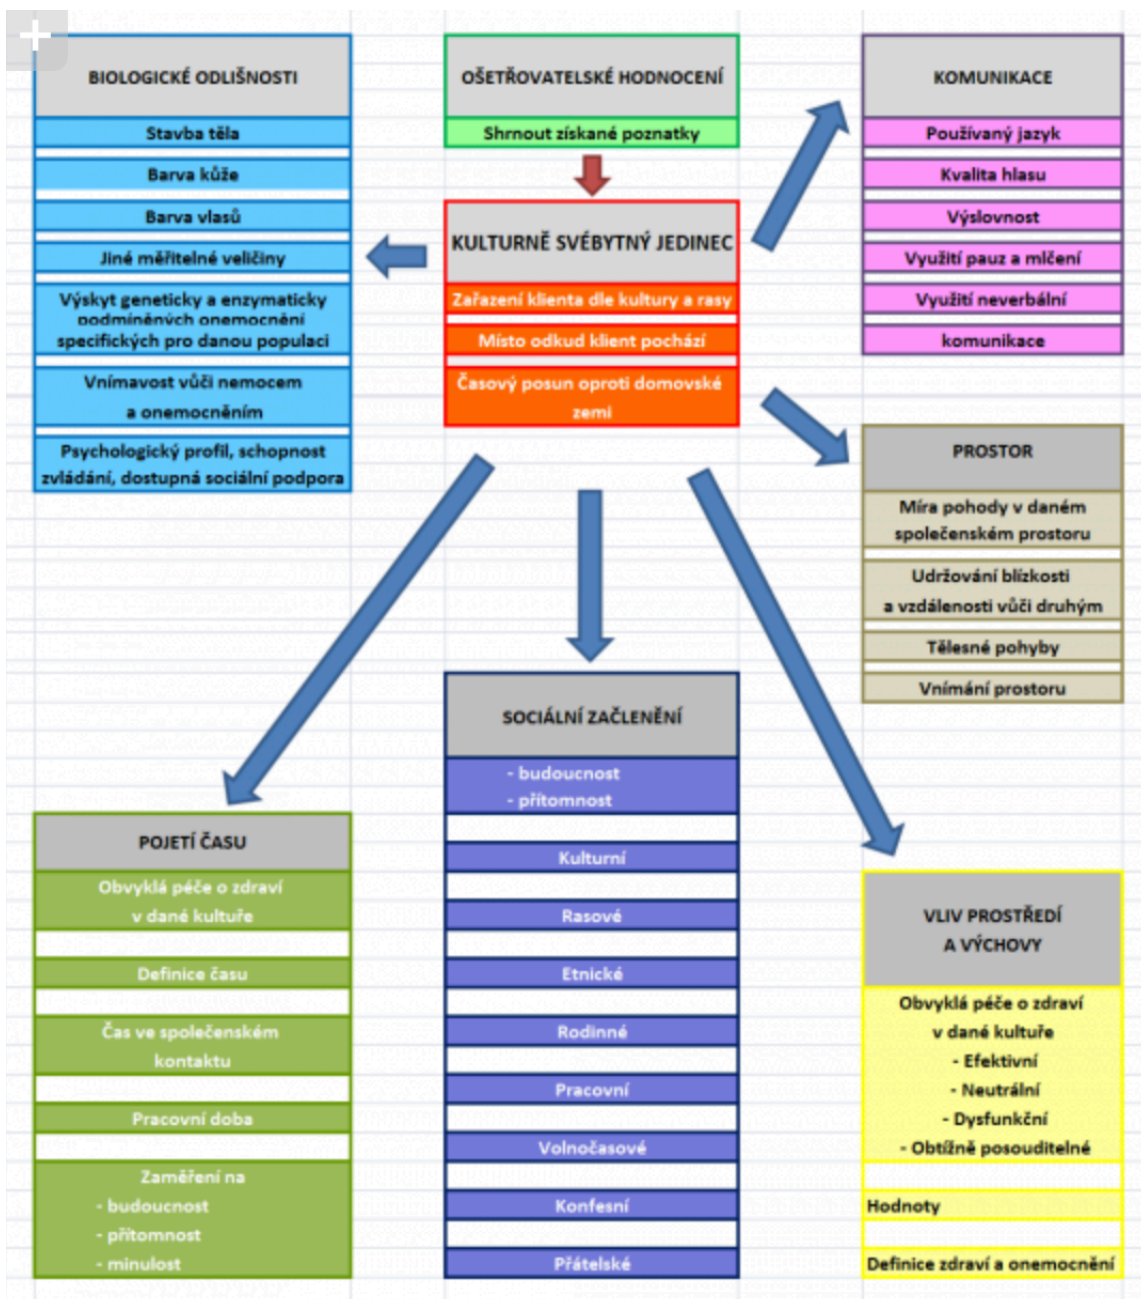 BIOLOGICKÉ ODLIŠNOSTI
Stavba těla
Barva kůže
Barva vlasů
Jiné měřitelné veličiny
Výskyt geneticky a enzymaticky
podmíněných onemocnění
specifických pro danou populaci
Vnímavost vůči nemocem
a onemocněním
Psychologický profil, schopnost
zvládání, dostupná sociální podpora
OŠETŘOVATELSKÉ HODNOCENÍ
Shrnout získané poznatky
KULTURNĚ SVÉBYTNÝ JEDINEC
Zařazení klienta dle kultury a rasy
Místo odkud klient pochází
Časový posun oproti domovské
zemi
KOMUNIKACE
Používaný jazyk
Kvalita hlasu
Výslovnost
Využití pauz a mlčení
Využití neverbální
komunikace
PROSTOR
Míra pohody v daném
společenském prostoru
Udržování blízkosti
a vzdálenosti vůči druhým
Tělesné pohyby
Vnímání prostoru
POJETÍ ČASU
Obvyklá péče o zdraví
v dané kultuře
Definice času
Čas ve společenském
kontaktu
Pracovní doba
Zaměření na
- budoucnost
- přítomnost
- minulost
SOCIÁLNÍ ZAČLENĚNÍ
- budoucnost
- přítomnost
Kulturní
Rasové
Etnické
Rodinné
Pracovní
Volnočasové
Konfesní
Přátelské
VLIV PROSTŘEDÍ
A VÝCHOVY
Obvyklá péče o zdraví
v dané kultuře
- Efektivní
- Neutrální
- Dysfunkční
- Obtížně posouditelné
Hodnoty
Definice zdraví a onemocnění